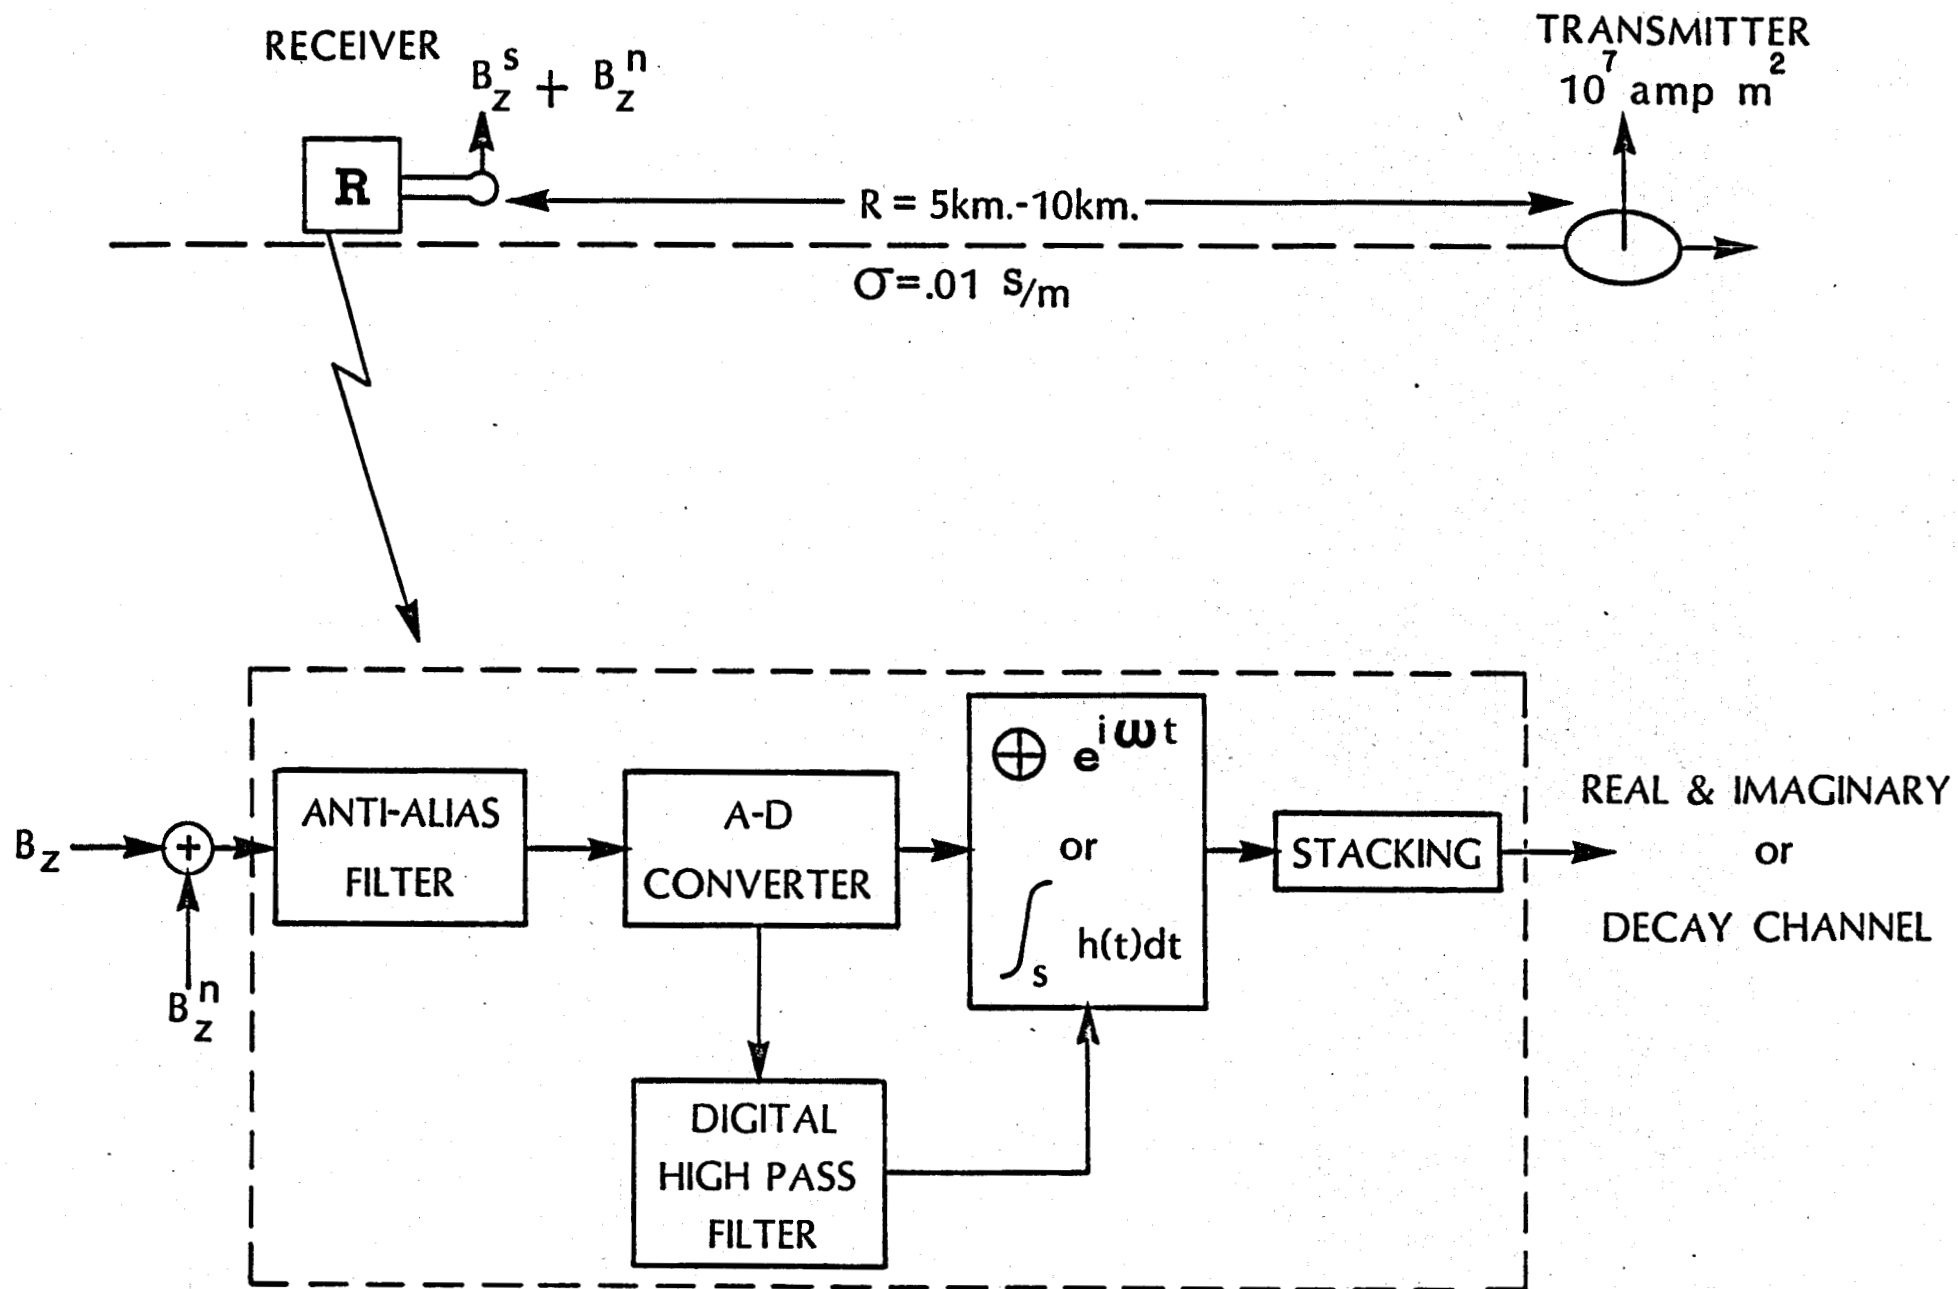 RECEIVER
B_z^s + B_z^n
TRANSMITTER
10^7 amp m^2
R
R = 5km.-10km.
σ=.01 S/m
B_z
+
B_z^n
ANTI-ALIAS
FILTER
A-D
CONVERTER
DIGITAL
HIGH PASS
FILTER
⊕ e^{iωt}
or
∫_s h(t)dt
STACKING
REAL & IMAGINARY
or
DECAY CHANNEL